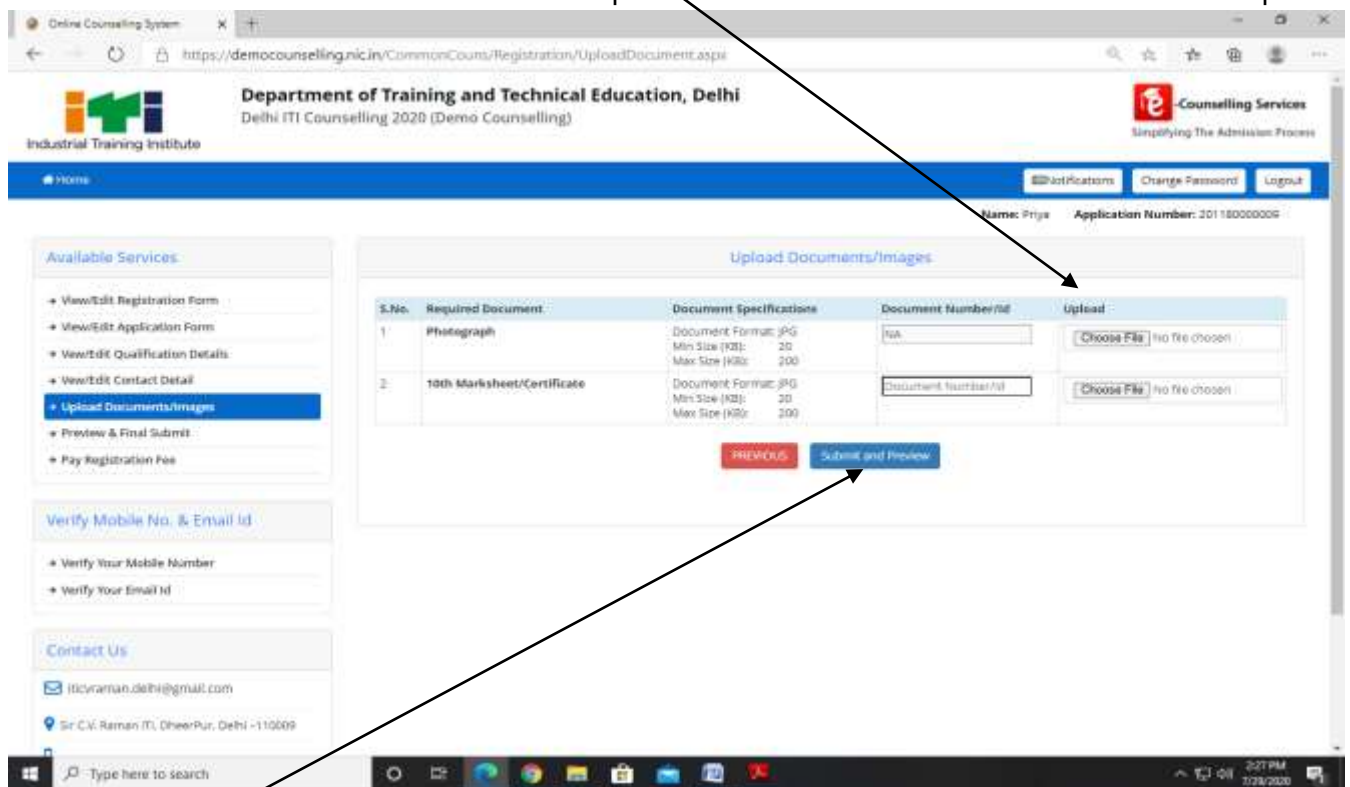 Online Counselling System
https://democounselling.nic.in/CommonCouns/Registration/UploadDocument.aspx
Department of Training and Technical Education, Delhi
Delhi ITI Counselling 2020 (Demo Counselling)
iti
Industrial Training Institute
e -Counselling Services
Simplifying The Admission Process
Home
Notifications
Change Password
Logout
Name: Priya Application Number: 201180000009
Available Services
View/Edit Registration Form
View/Edit Application Form
View/Edit Qualification Details
View/Edit Contact Detail
Upload Documents/Images
Preview & Final Submit
Pay Registration Fee
Verify Mobile No. & Email Id
Verify Your Mobile Number
Verify Your Email Id
Contact Us
iticvraman.delhi@gmail.com
Sir C.V. Raman ITI, DheerPur, Delhi -110009
Upload Documents/Images
S.No. Required Document Document Specifications Document Number/Id Upload
1 Photograph Document Format: JPG NA Choose File No file chosen
Min Size (KB): 20
Max Size (KB): 200
2 10th Marksheet/Certificate Document Format: JPG Document Number/Id Choose File No file chosen
Min Size (KB): 20
Max Size (KB): 200
PREVIOUS Submit and Preview
Type here to search
2:27 PM
7/29/2020